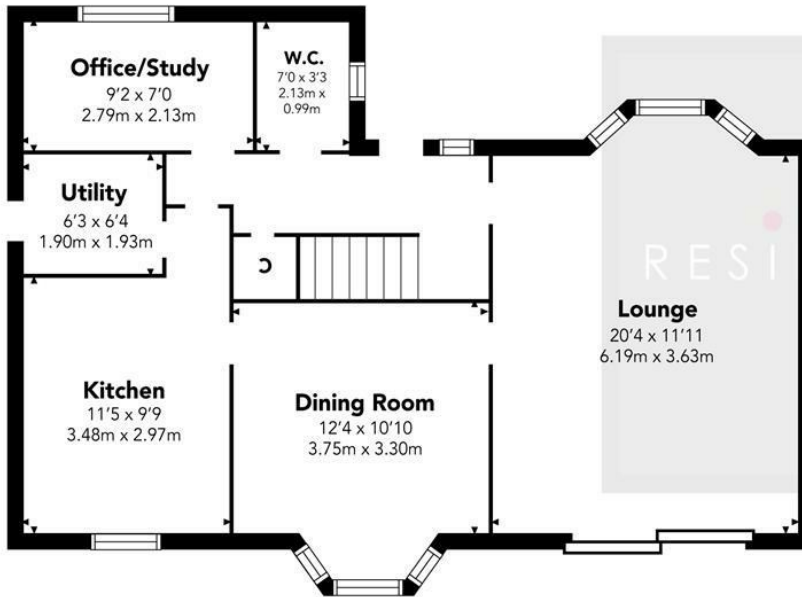 Office/Study
9'2 x 7'0
2.79m x 2.13m
W.C.
7'0 x 3'3
2.13m x
0.99m
Utility
6'3 x 6'4
1.90m x 1.93m
C
RESi
Lounge
20'4 x 11'11
6.19m x 3.63m
Kitchen
11'5 x 9'9
3.48m x 2.97m
Dining Room
12'4 x 10'10
3.75m x 3.30m